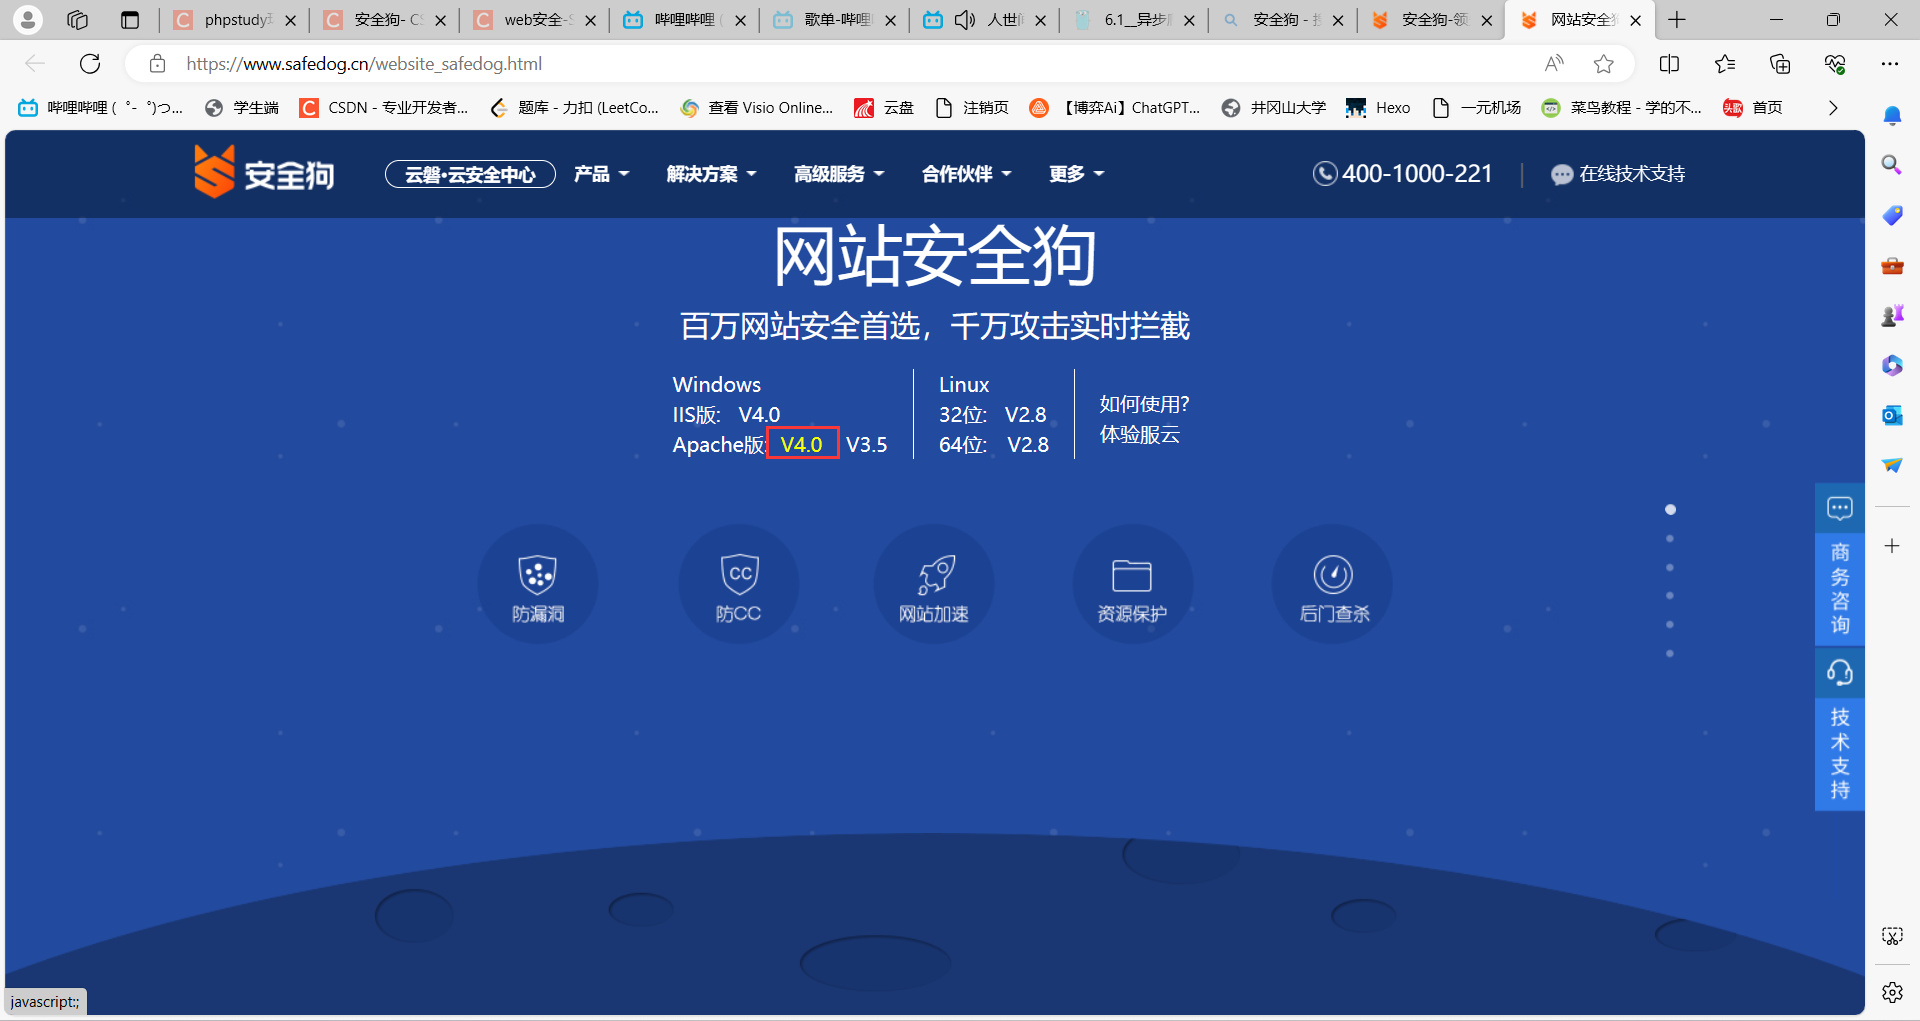 phpstudy
安全狗- CS
web安全-S
哔哩哔哩 (
歌单-哔哩
人世
6.1__异步
安全狗 -
安全狗-领
网站安全
https://www.safedog.cn/website_safedog.html
哔哩哔哩 ( ゜- ゜)つ...
学生端
CSDN - 专业开发者...
题库 - 力扣 (LeetCo...
查看 Visio Online...
云盘
注销页
【博弈Ai】ChatGPT...
井冈山大学
Hexo
一元机场
菜鸟教程 - 学的不...
头歌
首页
安全狗
云磐·云安全中心
产品
解决方案
高级服务
合作伙伴
更多
400-1000-221
在线技术支持
网站安全狗
百万网站安全首选，千万攻击实时拦截
Windows
IIS版: V4.0
Apache版: V4.0 V3.5
Linux
32位: V2.8
64位: V2.8
如何使用?
体验服云
防漏洞
CC
防CC
网站加速
资源保护
后门查杀
商务咨询
技术支持
javascript:;